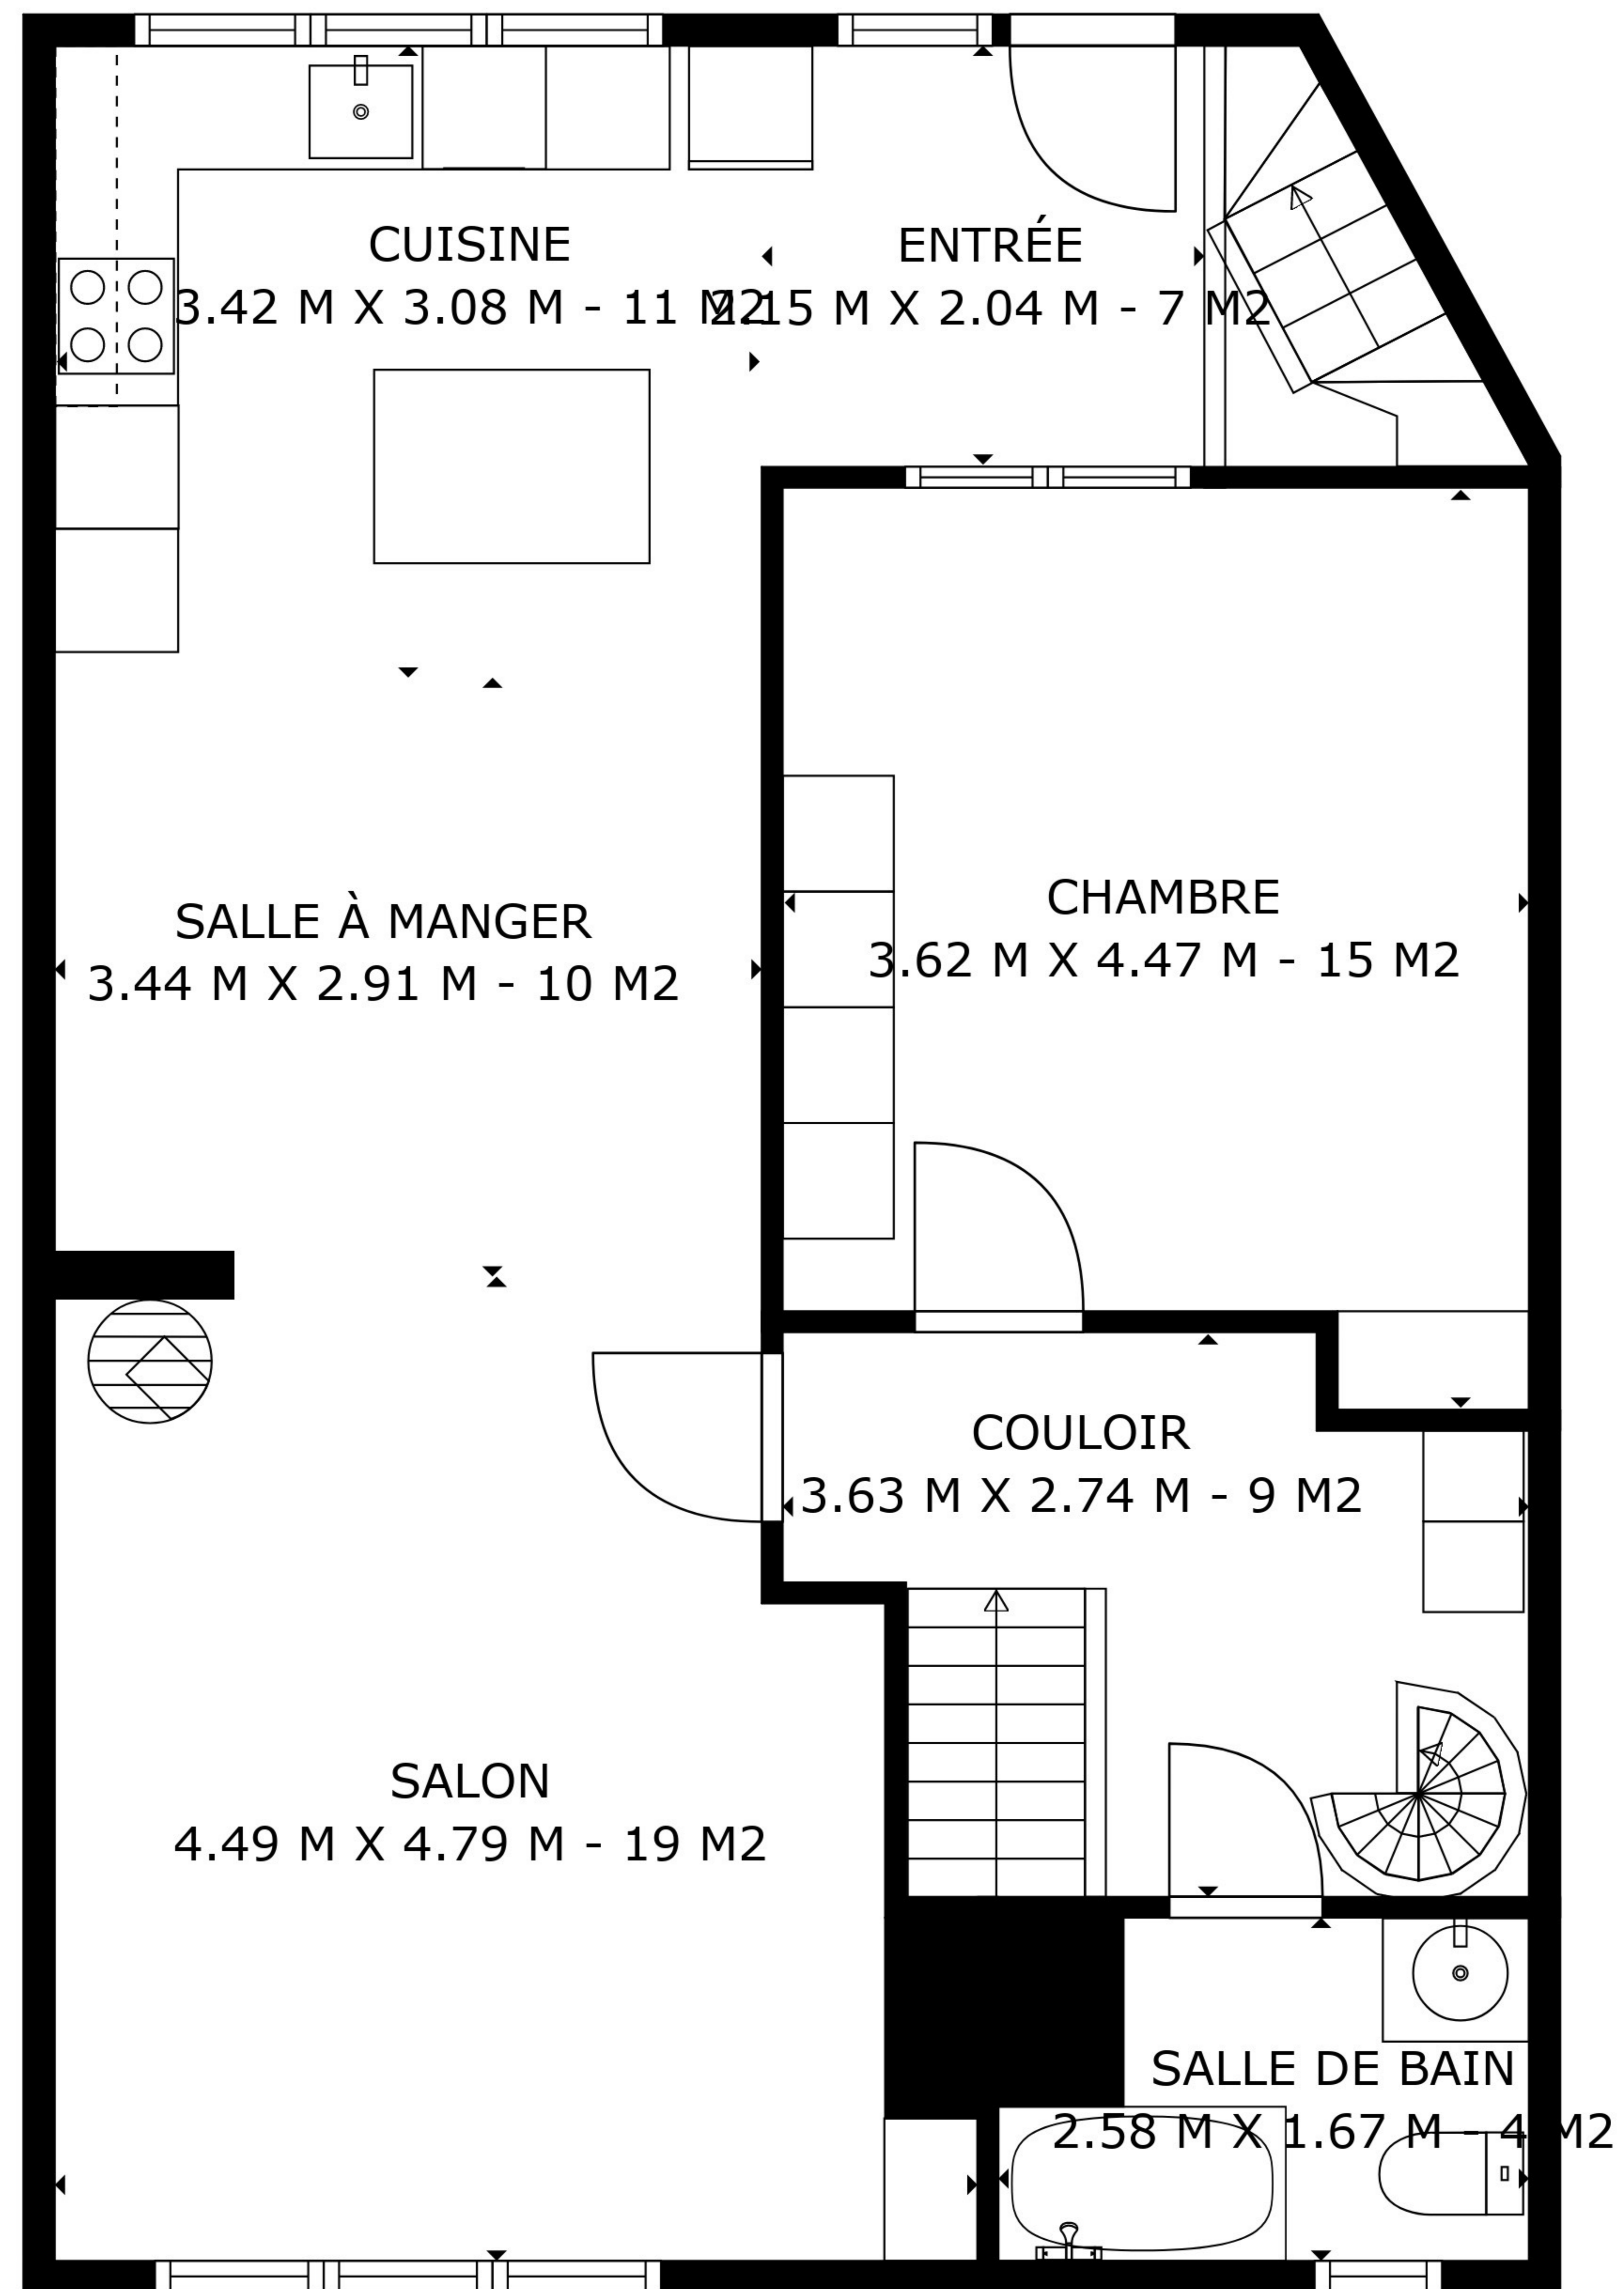 CUISINE
3.42 M X 3.08 M - 11 M2
ENTRÉE
2.15 M X 2.04 M - 7 M2
SALLE À MANGER
3.44 M X 2.91 M - 10 M2
CHAMBRE
3.62 M X 4.47 M - 15 M2
COULOIR
3.63 M X 2.74 M - 9 M2
SALON
4.49 M X 4.79 M - 19 M2
SALLE DE BAIN
2.58 M X 1.67 M - 4 M2